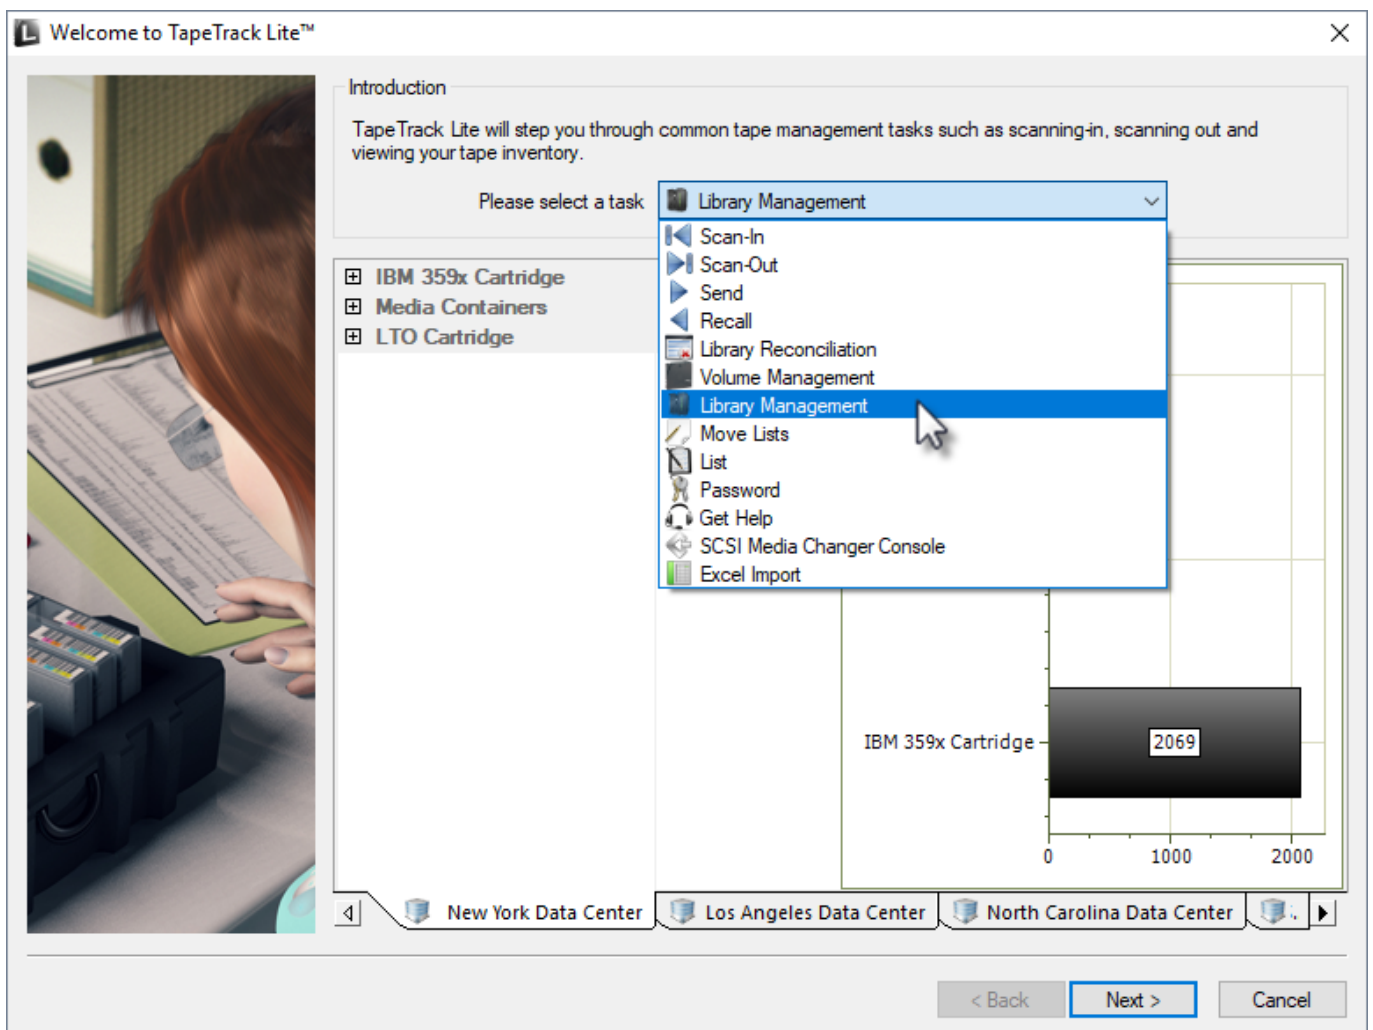 Welcome to TapeTrack Lite™
Introduction
TapeTrack Lite will step you through common tape management tasks such as scanning-in, scanning out and
viewing your tape inventory.
Please select a task
Library Management
Scan-In
Scan-Out
Send
Recall
Library Reconciliation
Volume Management
Library Management
Move Lists
List
Password
Get Help
SCSI Media Changer Console
Excel Import
IBM 359x Cartridge
Media Containers
LTO Cartridge
IBM 359x Cartridge
2069
0 1000 2000
New York Data Center Los Angeles Data Center North Carolina Data Center
< Back Next > Cancel